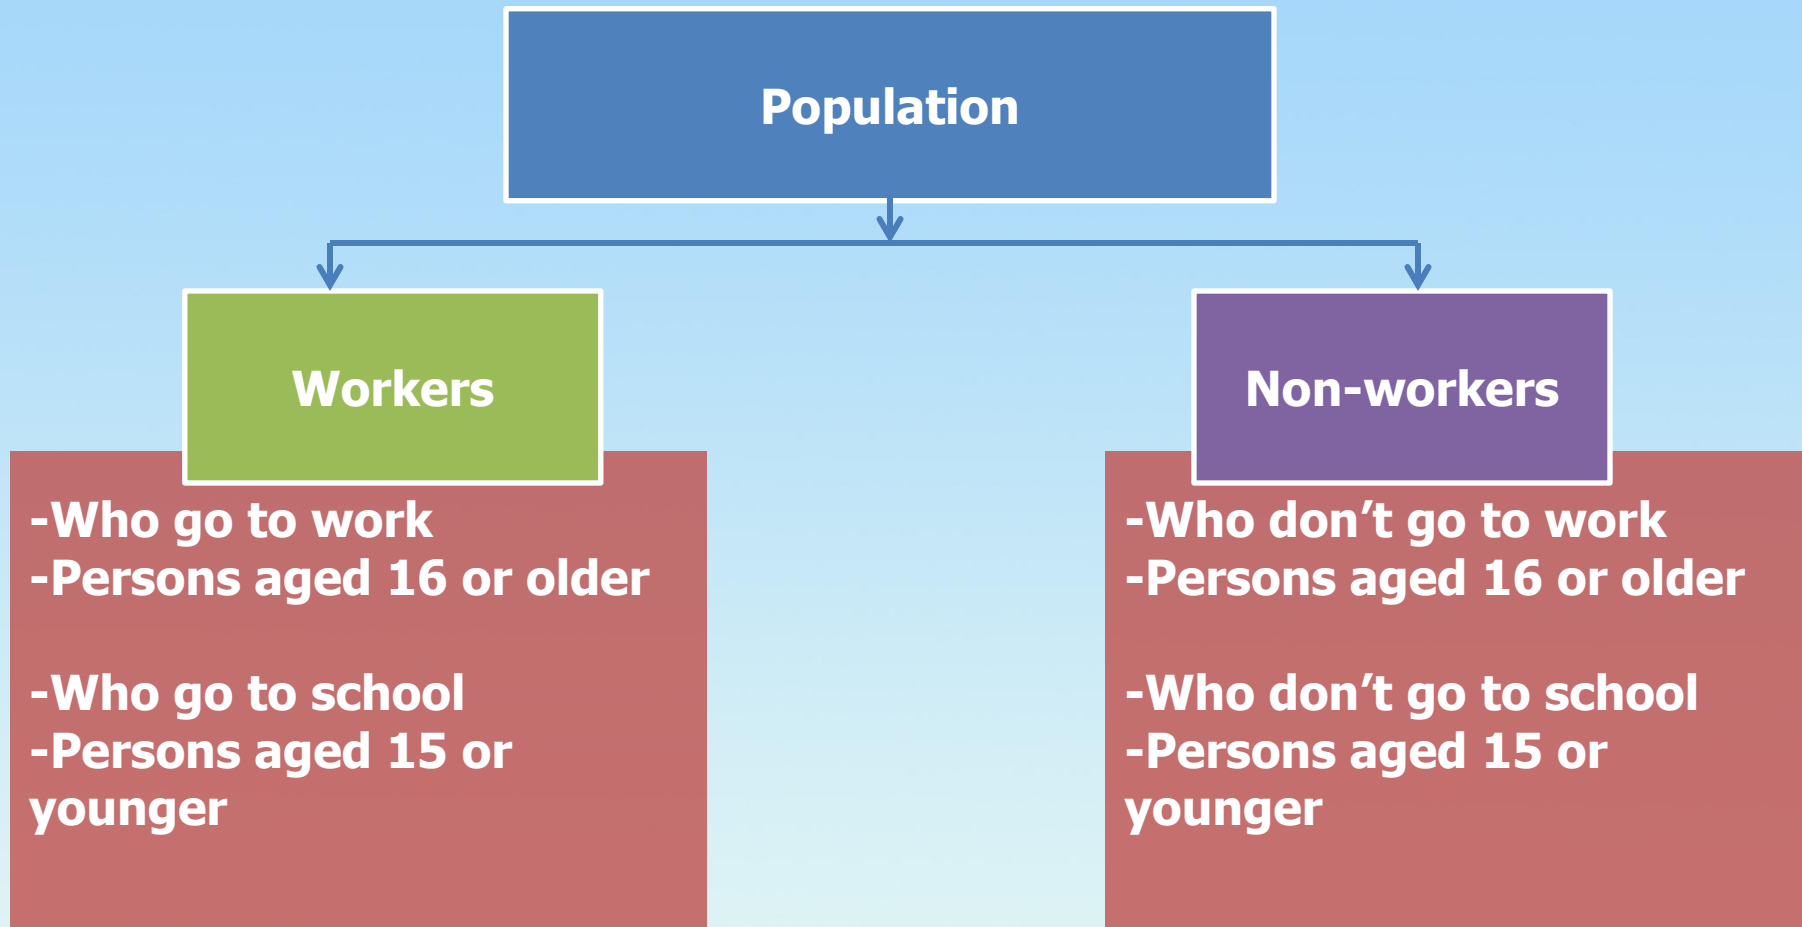 Population
Workers
-Who go to work
-Persons aged 16 or older
-Who go to school
-Persons aged 15 or
younger
Non-workers
-Who don’t go to work
-Persons aged 16 or older
-Who don’t go to school
-Persons aged 15 or
younger